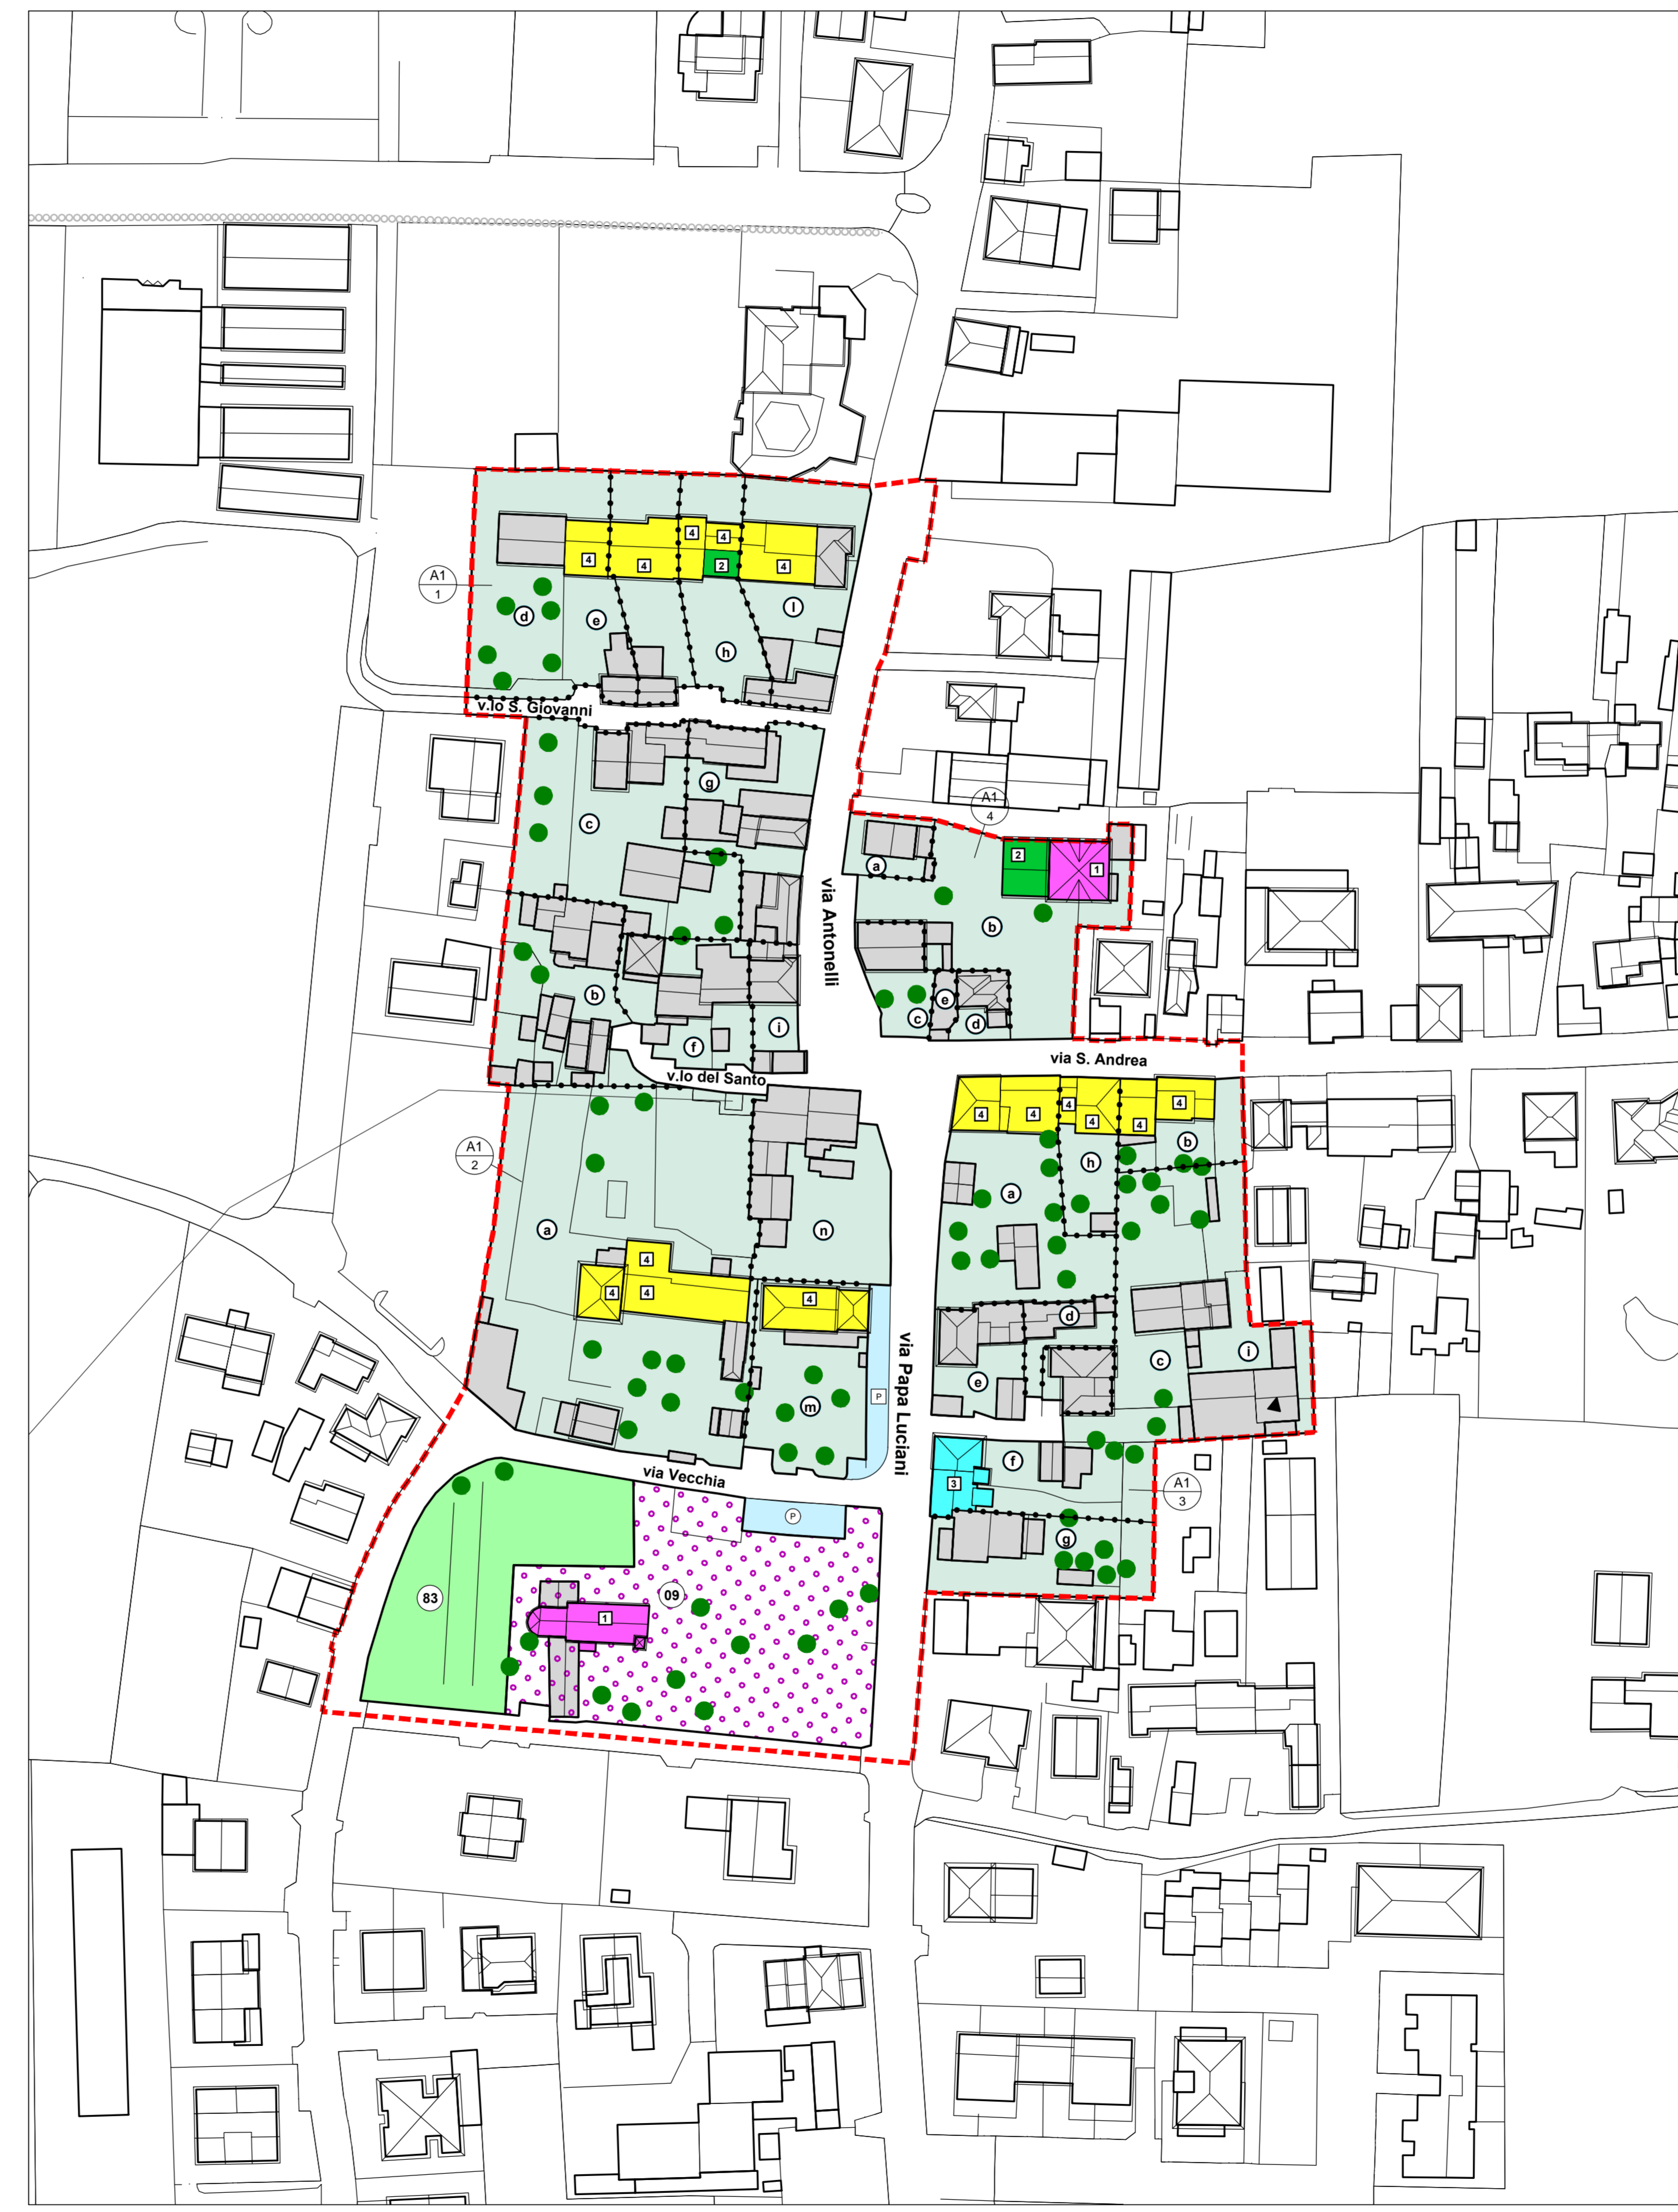 4
4
2
4
4
4
A1
1
d
e
l
h
v.lo S. Giovanni
g
c
A1
4
a
2
1
b
via Antonelli
b
e
c
d
i
f
via S. Andrea
v.lo del Santo
4
4
4
4
4
4
b
A1
2
h
a
a
n
4
4
4
4
d
c
i
e
m
P
via Papa Luciani
f
3
A1
3
via Vecchia
P
g
83
09
1